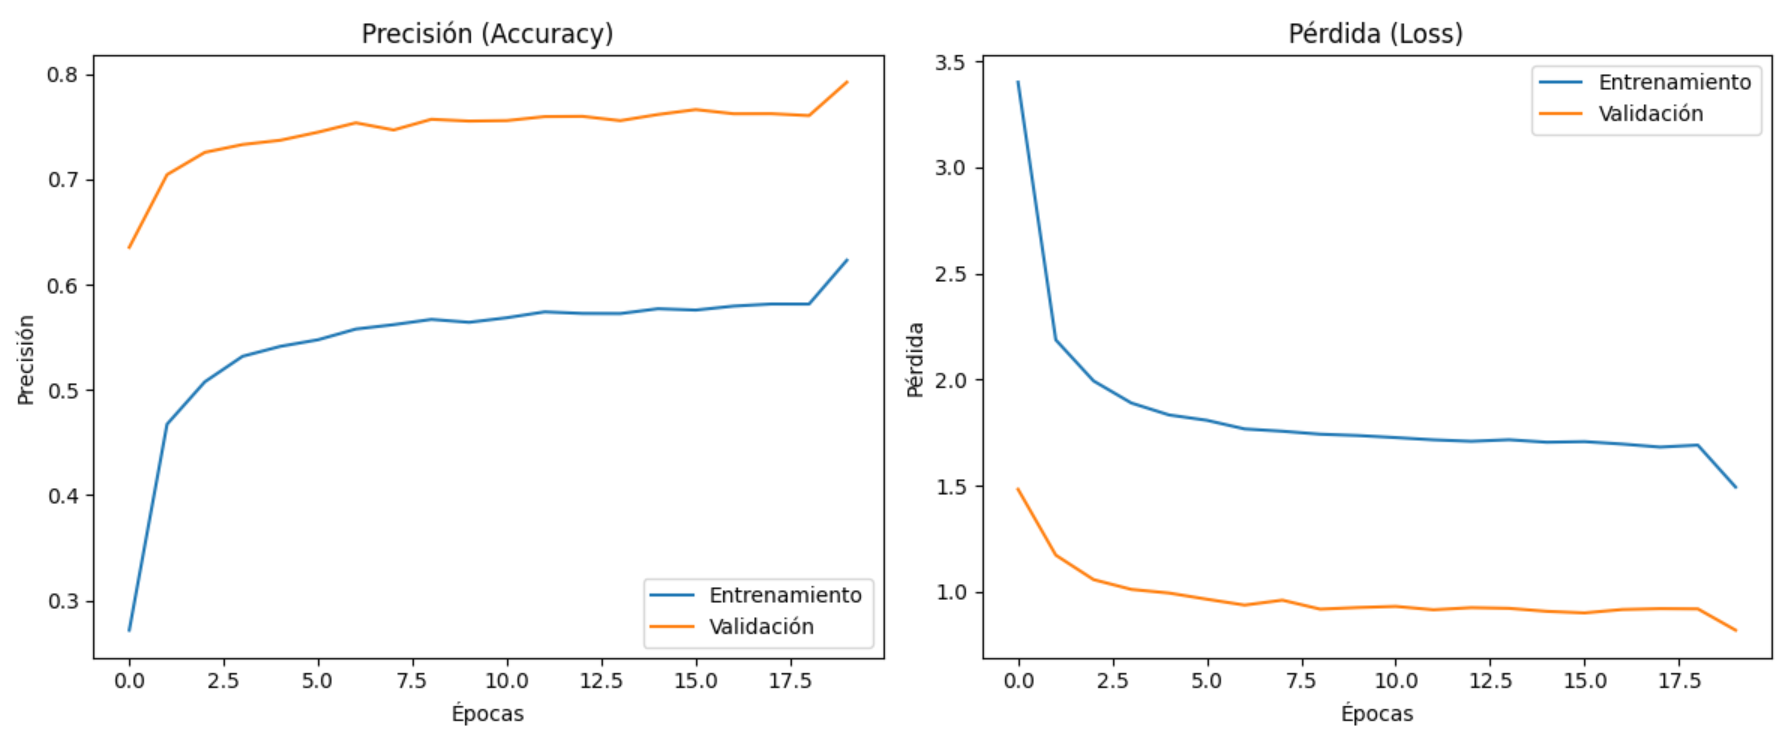 Precisión (Accuracy)
Precisión
0.8
0.7
0.6
0.5
0.4
0.3
Entrenamiento
Validación
0.0 2.5 5.0 7.5 10.0 12.5 15.0 17.5
Épocas
Pérdida (Loss)
Pérdida
3.5
3.0
2.5
2.0
1.5
1.0
Entrenamiento
Validación
0.0 2.5 5.0 7.5 10.0 12.5 15.0 17.5
Épocas